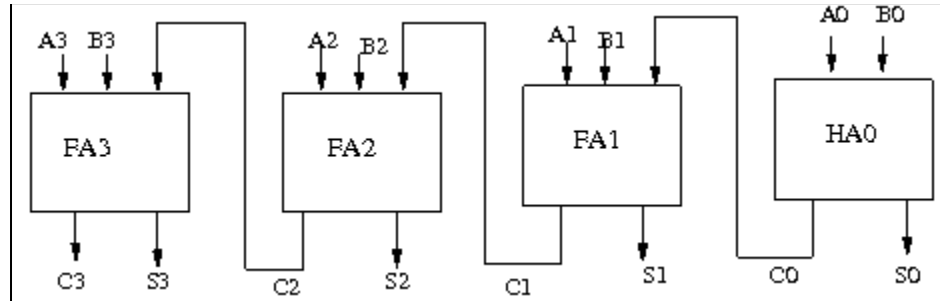 A3 B3 A2 B2 A1 B1 A0 B0
FA3 FA2 FA1 HA0
C3 S3 C2 S2 C1 S1 C0 S0